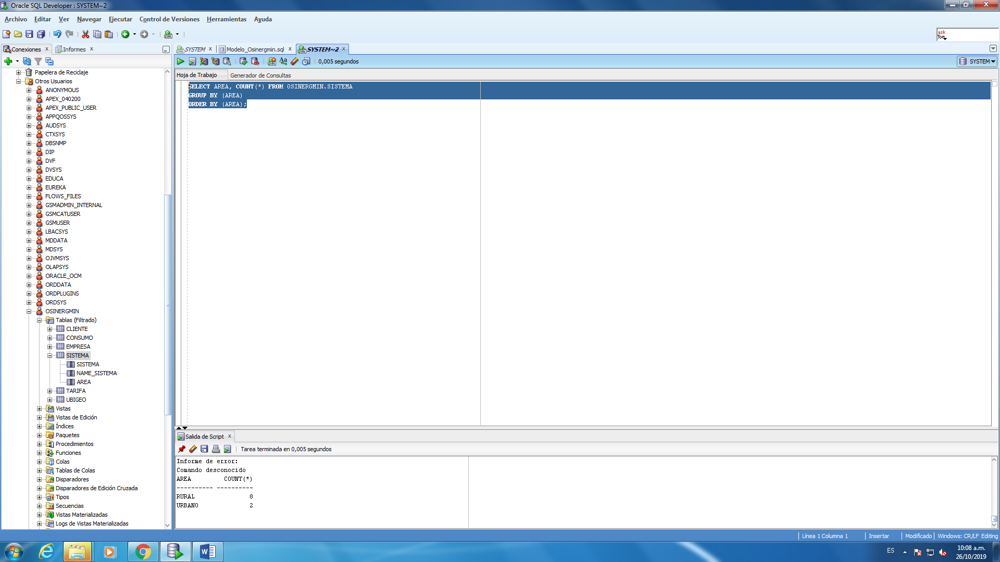 Oracle SQL Developer : SYSTEM~2
Archivo Editar Ver Navegar Ejecutar Control de Versiones Herramientas Ayuda
ask
Tom
Conexiones Informes
SYSTEM Modelo_Osinergmin.sql SYSTEM~2
0,005 segundos
SYSTEM
Hoja de Trabajo Generador de Consultas
SELECT AREA, COUNT(*) FROM OSINERGMIN.SISTEMA
GROUP BY (AREA)
ORDER BY (AREA);
Papelera de Reciclaje
Otros Usuarios
ANONYMOUS
APEX_040200
APEX_PUBLIC_USER
APPQOSSYS
AUDSYS
CTXSYS
DBSNMP
DIP
DVF
DVSYS
EDUCA
EUREKA
FLOWS_FILES
GSMADMIN_INTERNAL
GSMCATUSER
GSMUSER
LBACSYS
MDDATA
MDSYS
OJVMSYS
OLAPSYS
ORACLE_OCM
ORDDATA
ORDPLUGINS
ORDSYS
OSINERGMIN
Tablas (Filtrado)
CLIENTE
CONSUMO
EMPRESA
SISTEMA
SISTEMA
NAME_SISTEMA
AREA
TARIFA
UBIGEO
Vistas
Vistas de Edición
Índices
Paquetes
Procedimientos
Funciones
Colas
Tablas de Colas
Disparadores
Disparadores de Edición Cruzada
Tipos
Secuencias
Vistas Materializadas
Logs de Vistas Materializadas
Salida de Script
Tarea terminada en 0,005 segundos
Informe de error:
Comando desconocido
AREA COUNT(*)
---------- ----------
RURAL 8
URBANO 2
Línea 1 Columna 1 Insertar Modificado Windows: CR/LF Editing
ES
10:08 a.m.
26/10/2019